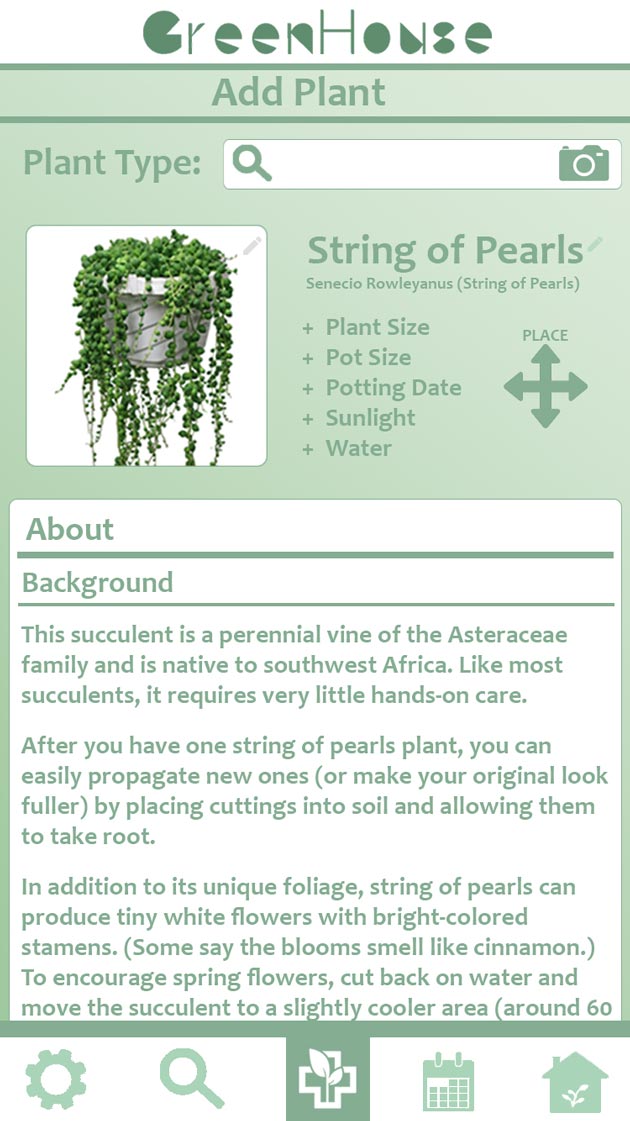 GreenHouse
Add Plant
Plant Type:
String of Pearls
Senecio Rowleyanus (String of Pearls)
+ Plant Size
+ Pot Size
+ Potting Date
+ Sunlight
+ Water
PLACE
About
Background
This succulent is a perennial vine of the Asteraceae
family and is native to southwest Africa. Like most
succulents, it requires very little hands-on care.
After you have one string of pearls plant, you can
easily propagate new ones (or make your original look
fuller) by placing cuttings into soil and allowing them
to take root.
In addition to its unique foliage, string of pearls can
produce tiny white flowers with bright-colored
stamens. (Some say the blooms smell like cinnamon.)
To encourage spring flowers, cut back on water and
move the succulent to a slightly cooler area (around 60